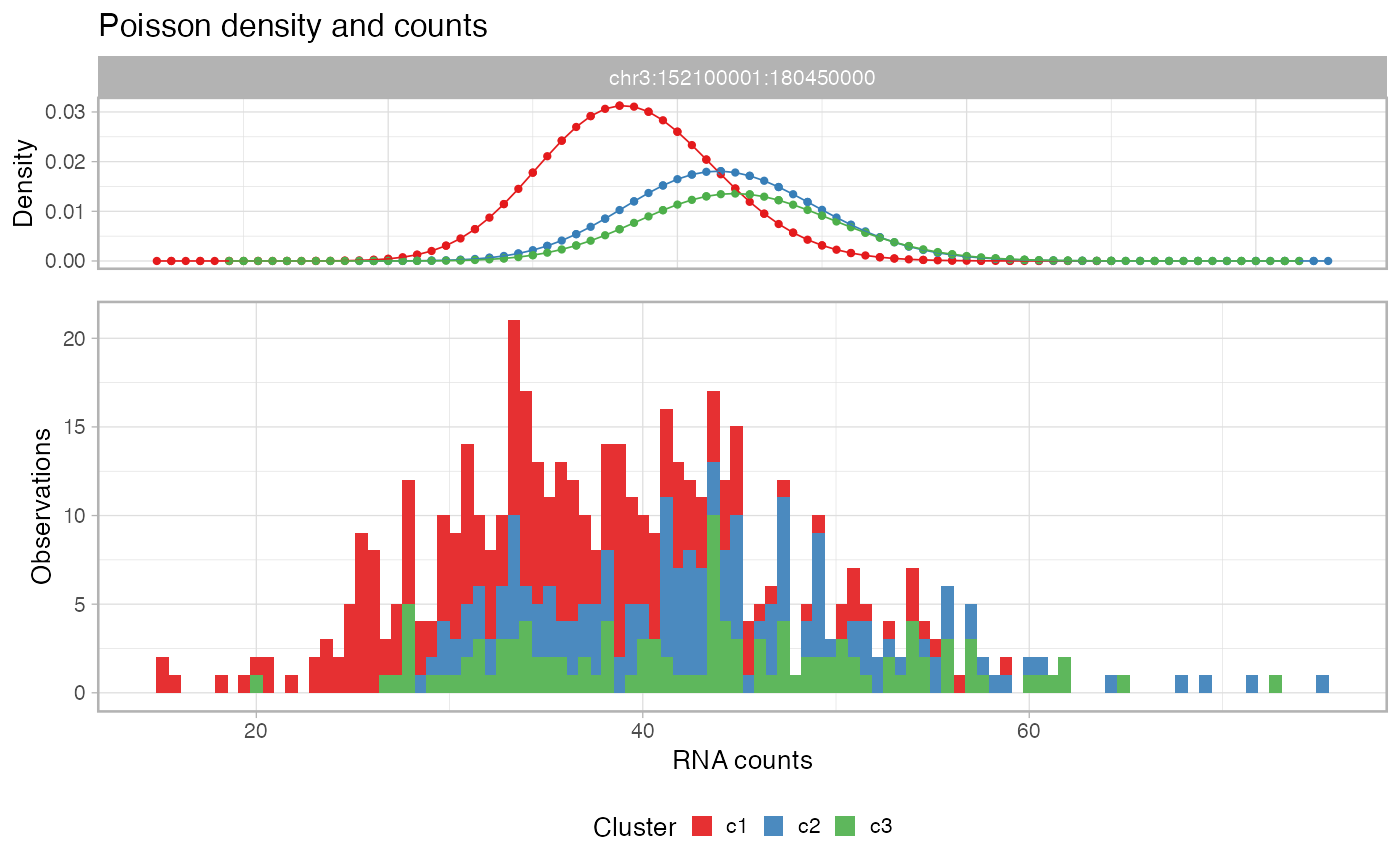 Poisson density and counts
chr3:152100001:180450000
Density
0.03
0.02
0.01
0.00
Observations
20
15
10
5
0
20 40 60
RNA counts
Cluster c1 c2 c3